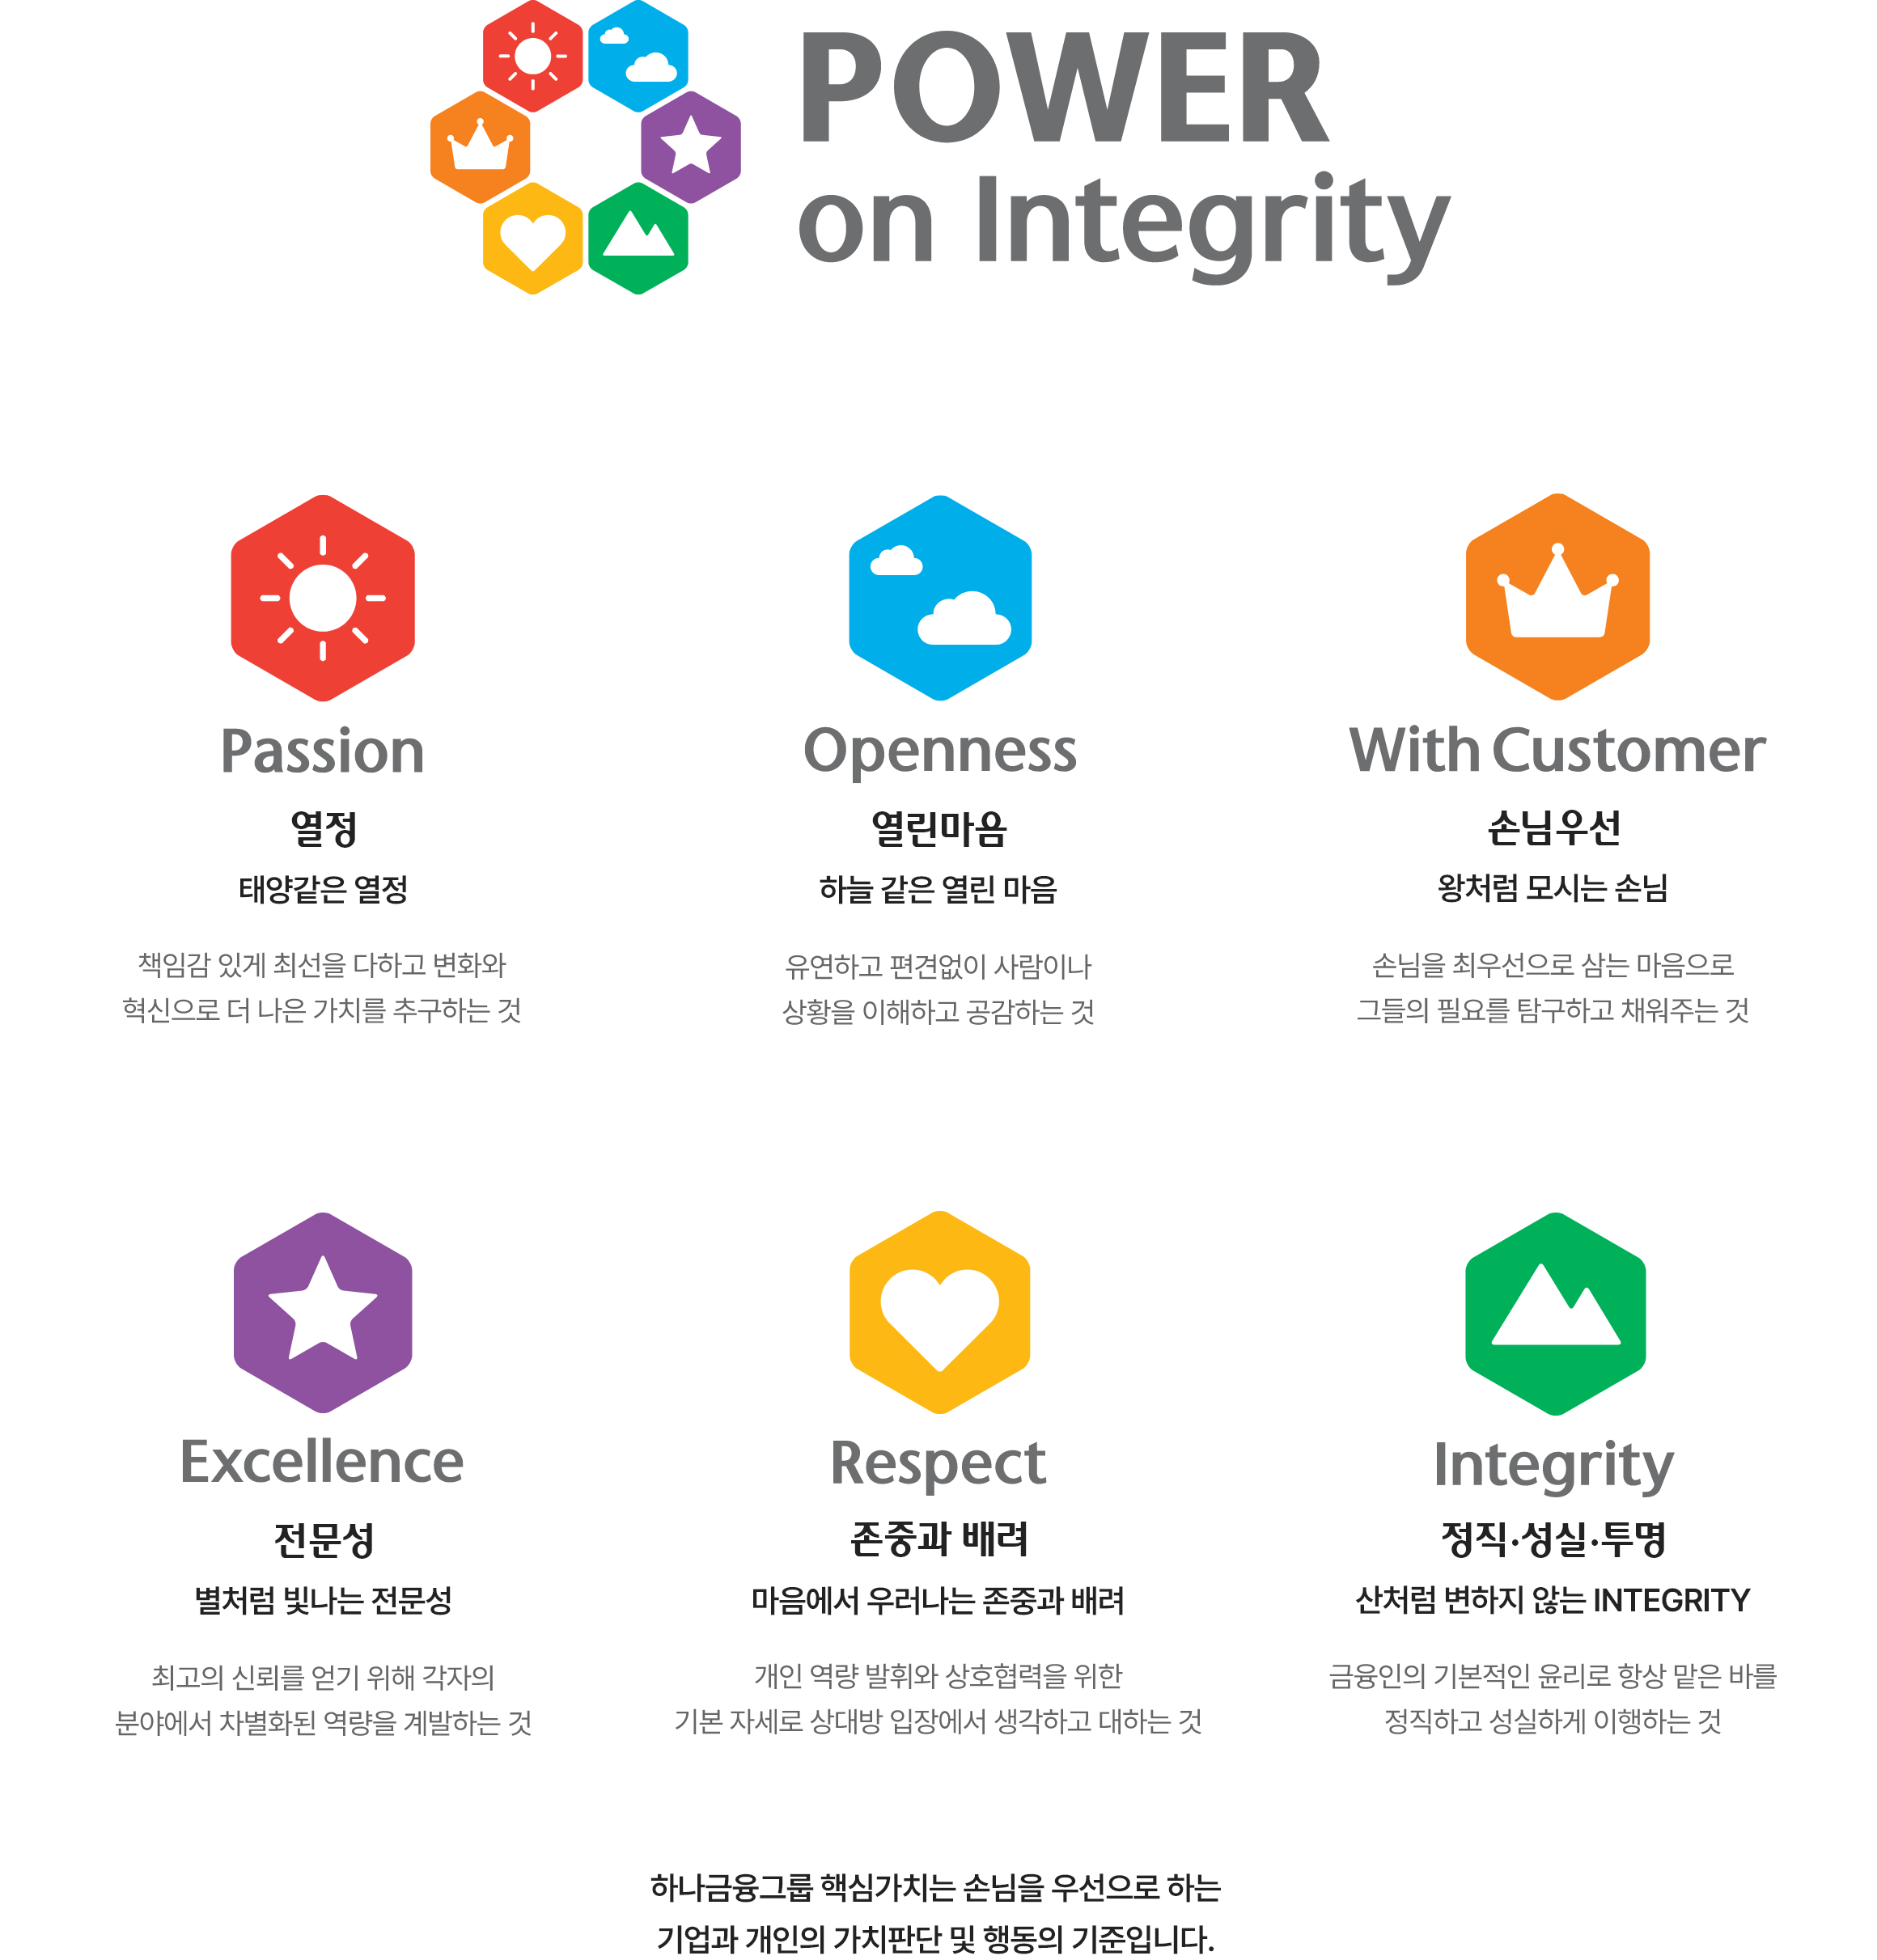 POWER
on Integrity
Passion
열정
태양같은 열정
책임감 있게 최선을 다하고 변화와
혁신으로 더 나은 가치를 추구하는 것
Openness
열린마음
하늘 같은 열린 마음
유연하고 편견없이 사람이나
상황을 이해하고 공감하는 것
With Customer
손님우선
왕처럼 모시는 손님
손님을 최우선으로 삼는 마음으로
그들의 필요를 탐구하고 채워주는 것
Excellence
전문성
별처럼 빛나는 전문성
최고의 신뢰를 얻기 위해 각자의
분야에서 차별화된 역량을 계발하는 것
Respect
존중과 배려
마음에서 우러나는 존중과 배려
개인 역량 발휘와 상호협력을 위한
기본 자세로 상대방 입장에서 생각하고 대하는 것
Integrity
정직·성실·투명
산처럼 변하지 않는 INTEGRITY
금융인의 기본적인 윤리로 항상 맡은 바를
정직하고 성실하게 이행하는 것
하나금융그룹 핵심가치는 손님을 우선으로 하는
기업과 개인의 가치판단 및 행동의 기준입니다.